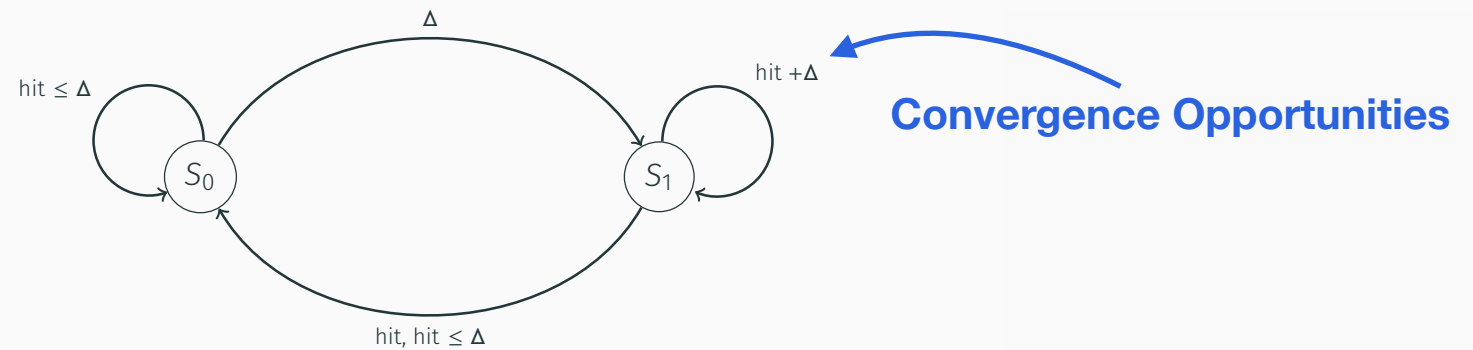 Δ
hit ≤ Δ
hit +Δ
Convergence Opportunities
S₀
S₁
hit, hit ≤ Δ